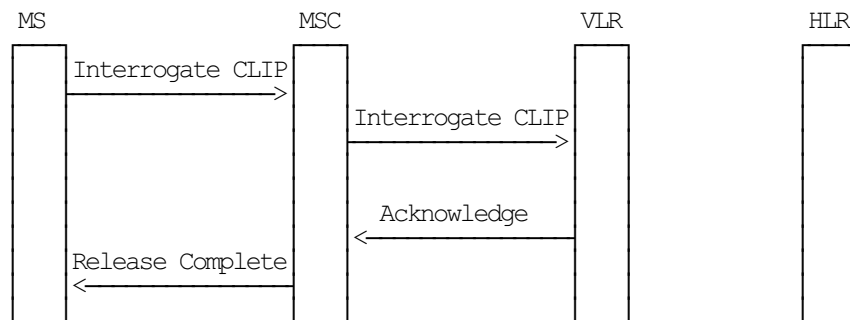 MS MSC VLR HLR
Interrogate CLIP
Interrogate CLIP
Acknowledge
Release Complete